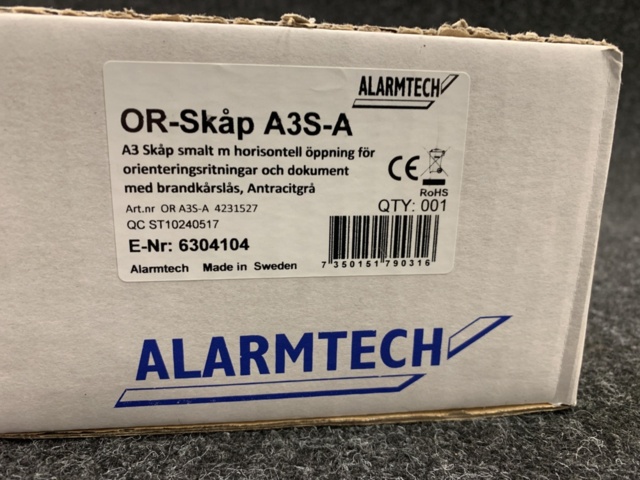 ALARMTECH
OR-Skåp A3S-A
A3 Skåp smalt m horisontell öppning för
orienteringsritningar och dokument
med brandkårslås, Antracitgrå
CE
RoHS
Art.nr OR A3S-A 4231527
QTY: 001
QC ST10240517
E-Nr: 6304104
Alarmtech Made in Sweden
7 350151 790316
ALARMTECH